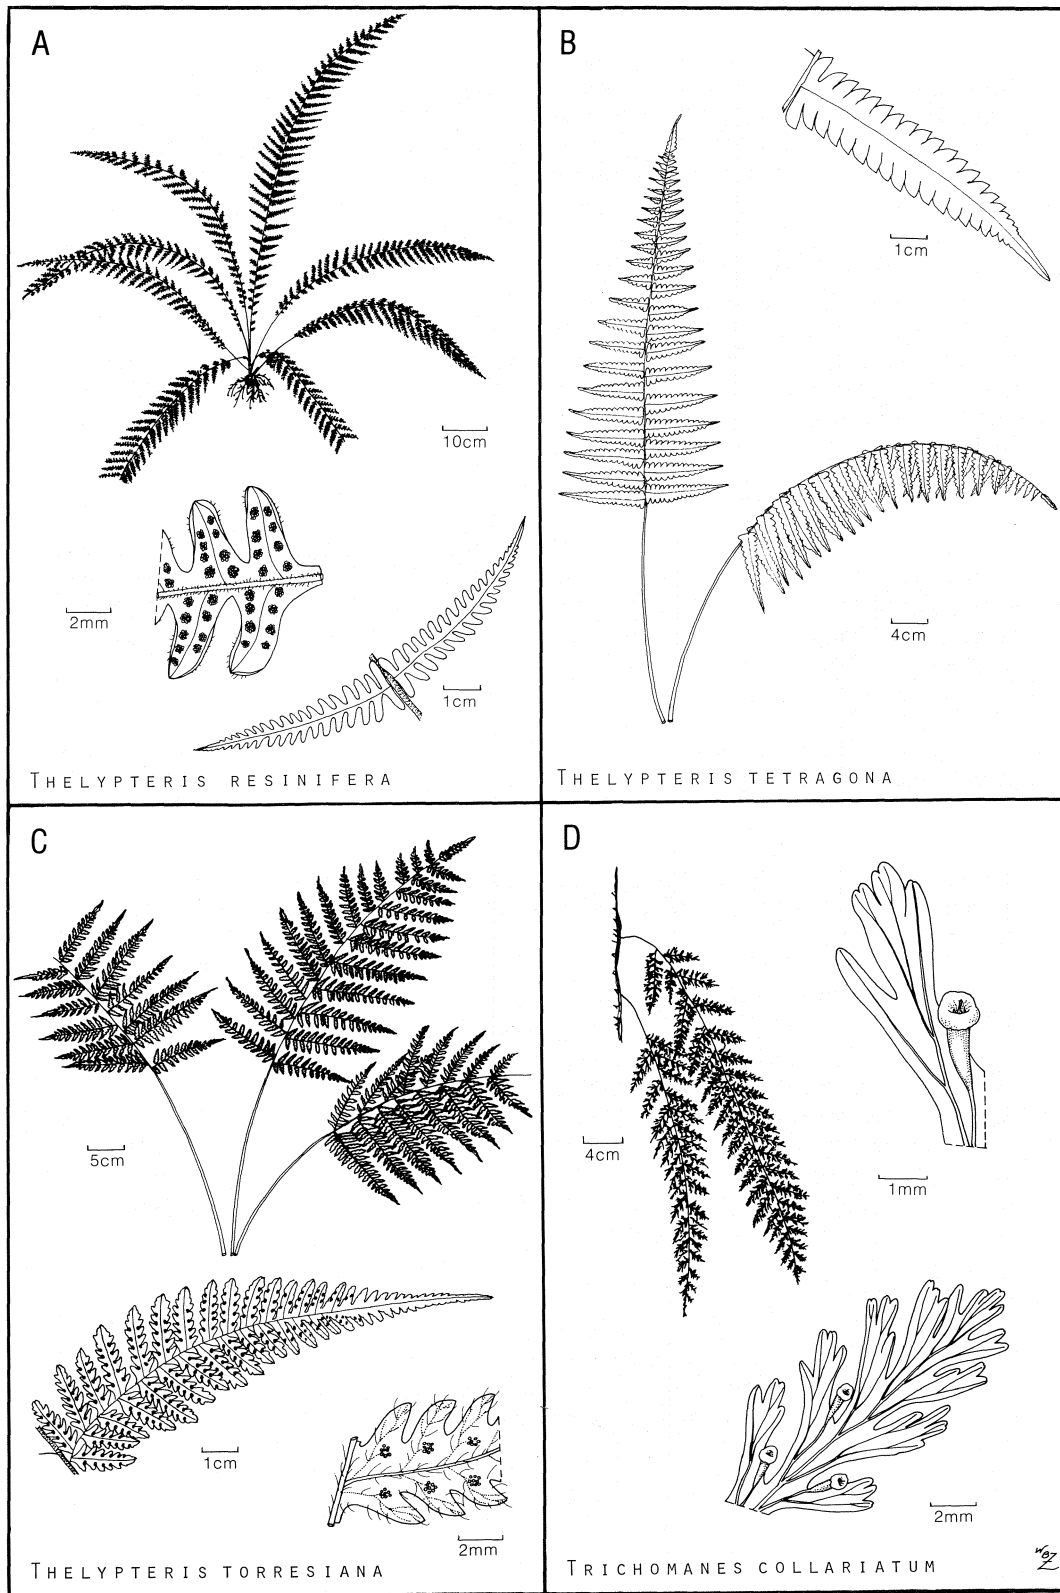 A
10cm
2mm
1cm
THELYPTERIS RESINIFERA
B
1cm
4cm
THELYPTERIS TETRAGONA
C
5cm
1cm
2mm
THELYPTERIS TORRESIANA
D
4cm
1mm
2mm
TRICHOMANES COLLARIATUM